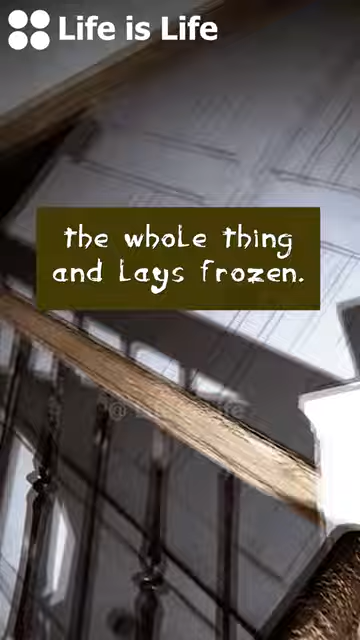 Life is Life
the whole thing
and lays frozen.